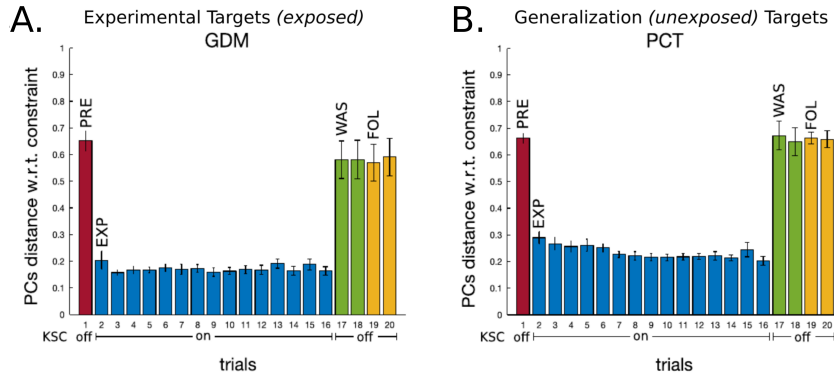 A.
Experimental Targets (exposed)
GDM
PCs distance w.r.t. constraint
1
0.9
0.8
0.7
0.6
0.5
0.4
0.3
0.2
0.1
0
PRE
EXP
WAS
FOL
1 2 3 4 5 6 7 8 9 10 11 12 13 14 15 16 17 18 19 20
KSC off on off
trials
B.
Generalization (unexposed) Targets
PCT
PCs distance w.r.t. constraint
1
0.9
0.8
0.7
0.6
0.5
0.4
0.3
0.2
0.1
0
PRE
EXP
WAS
FOL
1 2 3 4 5 6 7 8 9 10 11 12 13 14 15 16 17 18 19 20
KSC off on off
trials